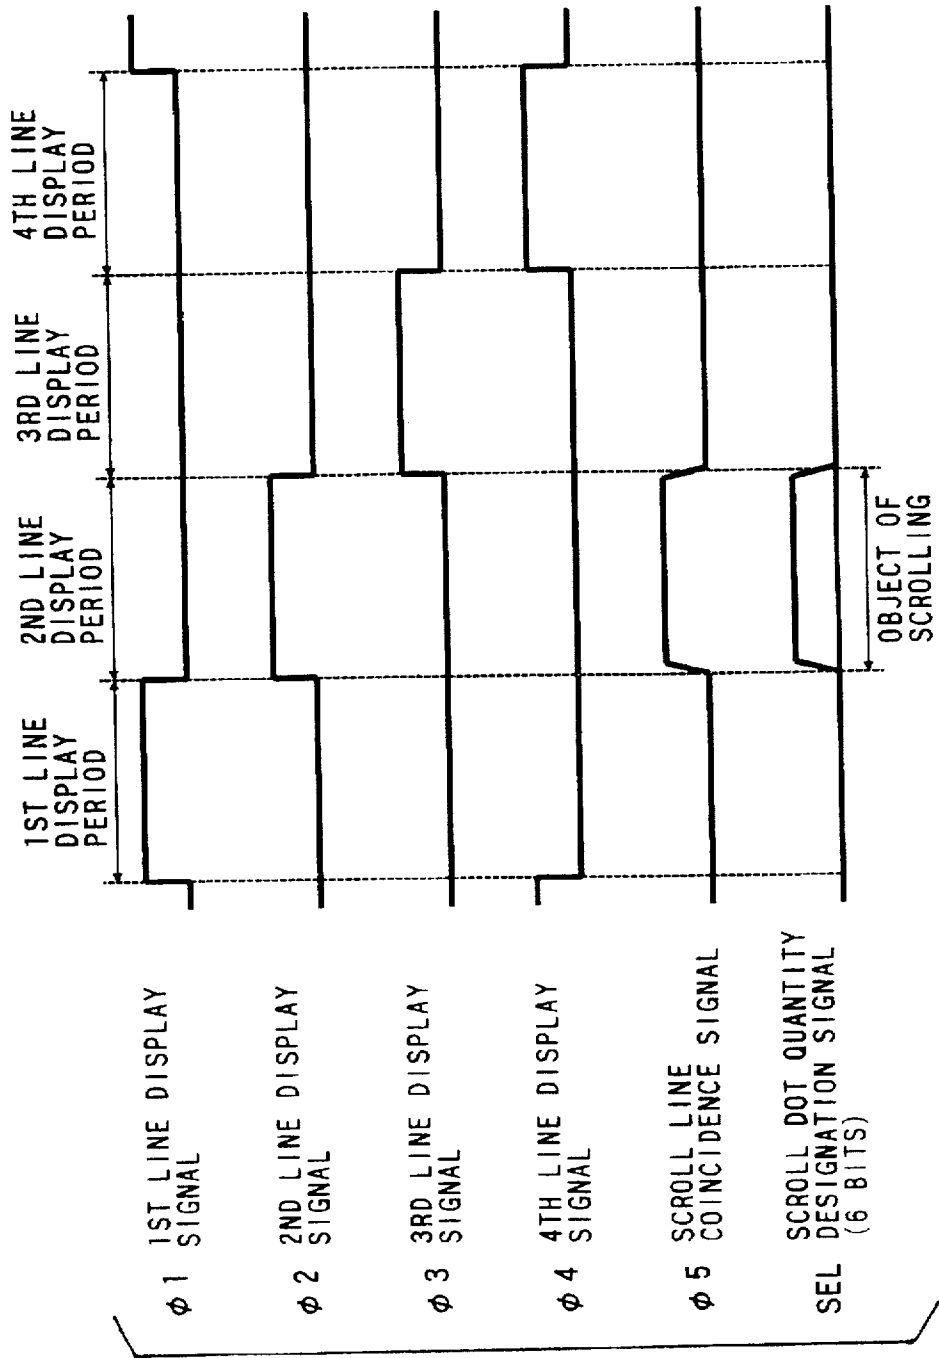 1ST LINE
DISPLAY
PERIOD
2ND LINE
DISPLAY
PERIOD
3RD LINE
DISPLAY
PERIOD
4TH LINE
DISPLAY
PERIOD
φ1 1ST LINE DISPLAY
SIGNAL
φ2 2ND LINE DISPLAY
SIGNAL
φ3 3RD LINE DISPLAY
SIGNAL
φ4 4TH LINE DISPLAY
SIGNAL
φ5 SCROLL LINE
COINCIDENCE SIGNAL
SEL SCROLL DOT QUANTITY
DESIGNATION SIGNAL
(6 BITS)
OBJECT OF
SCROLLING